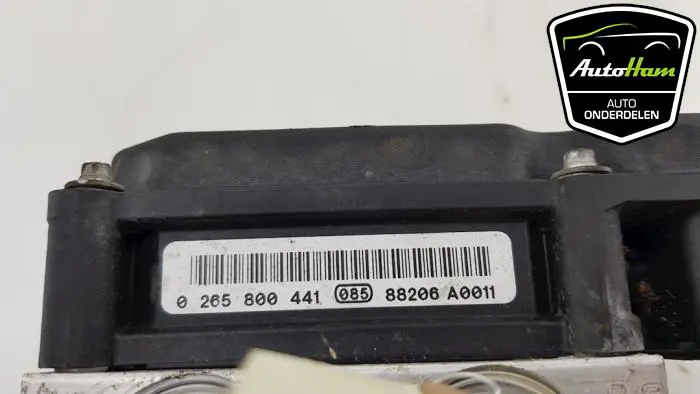 AutoHam
AUTO
ONDERDELEN
0 265 800 441 085 88206 A0011